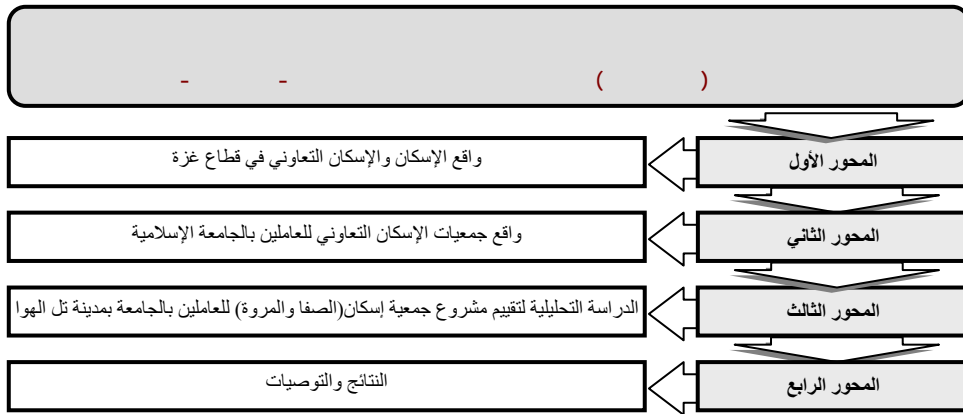 ( ) - -
المحور الأول
واقع الإسكان والإسكان التعاوني في قطاع غزة
المحور الثاني
واقع جمعيات الإسكان التعاوني للعاملين بالجامعة الإسلامية
المحور الثالث
الدراسة التحليلية لتقييم مشروع جمعية إسكان(الصفا والمروة) للعاملين بالجامعة بمدينة تل الهوا
المحور الرابع
النتائج والتوصيات